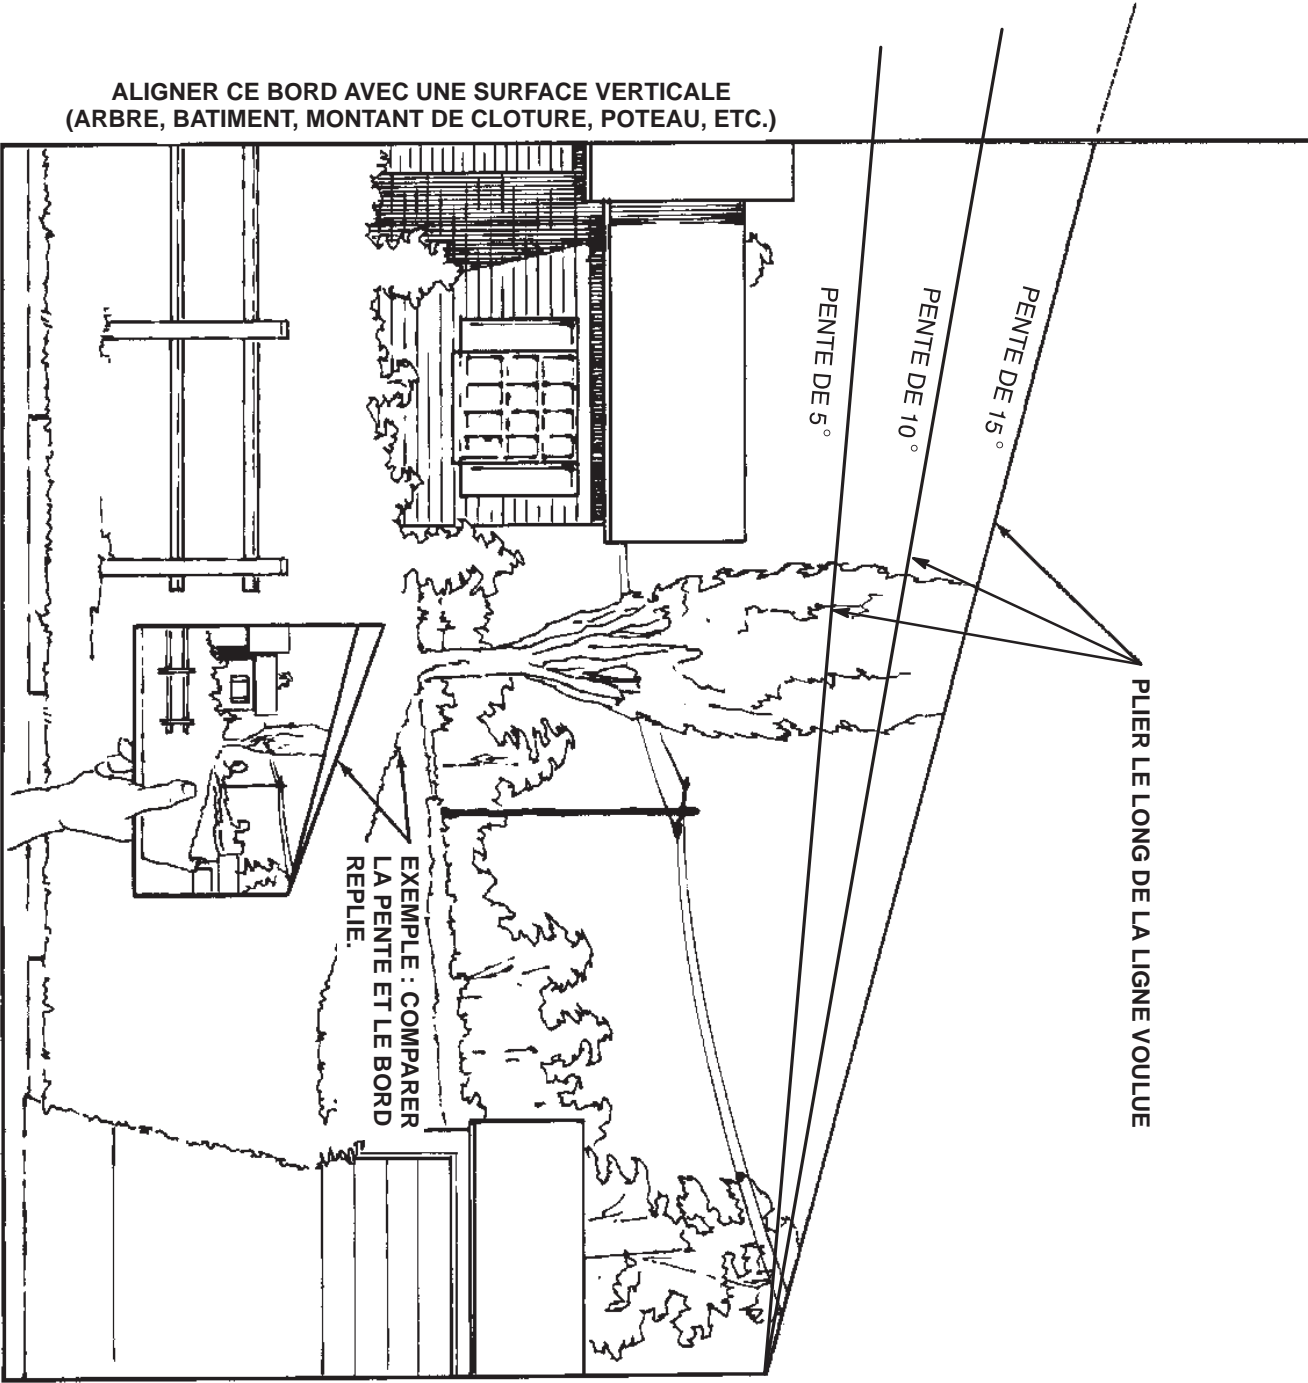 ALIGNER CE BORD AVEC UNE SURFACE VERTICALE
(ARBRE, BATIMENT, MONTANT DE CLOTURE, POTEAU, ETC.)
PENTE DE 15°
PENTE DE 10°
PENTE DE 5°
PLIER LE LONG DE LA LIGNE VOULUE
EXEMPLE : COMPARER
LA PENTE ET LE BORD
REPLIE.